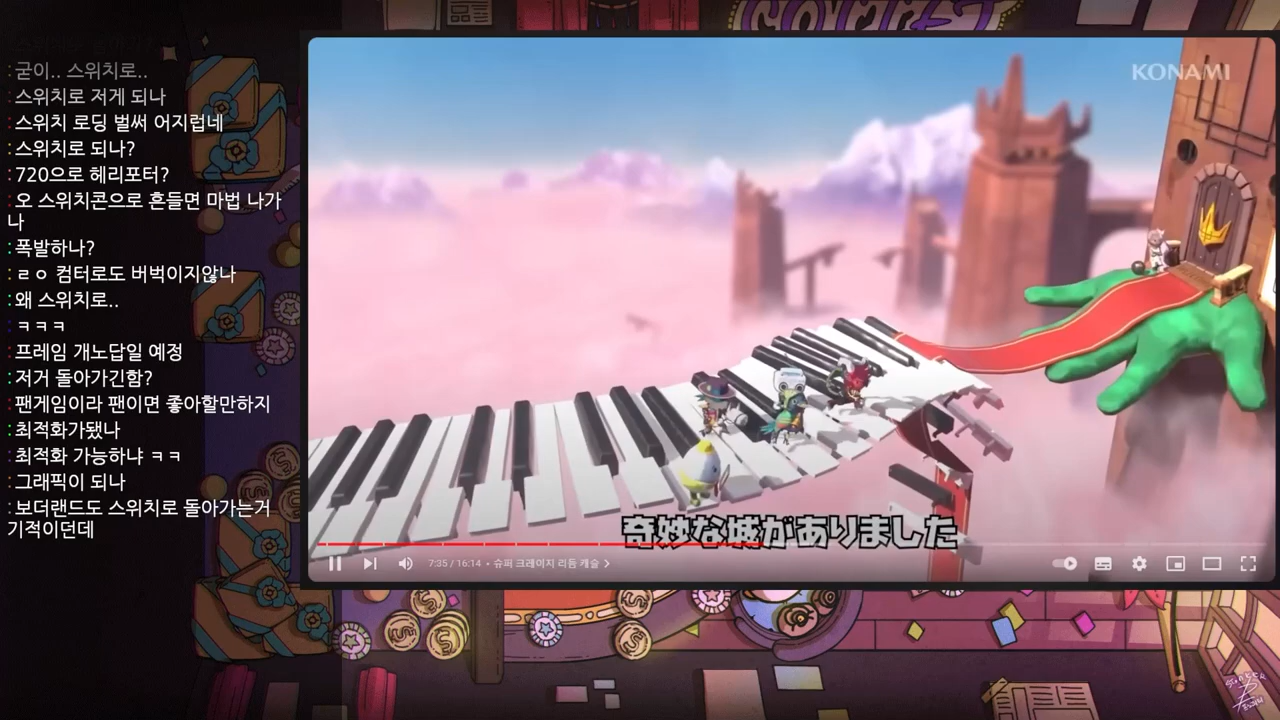 굳이.. 스위치로..
스위치로 저게 되나
스위치 로딩 벌써 어지럽네
스위치로 되나?
720으로 헤리포터?
오 스위치콘으로 흔들면 마법 나가
나
폭발하나?
ㄹㅇ 컴터로도 버벅이지않나
왜 스위치로..
ㅋㅋㅋ
프레임 개노답일 예정
저거 돌아가긴함?
팬게임이라 팬이면 좋아할만하지
최적화가됐나
최적화 가능하냐 ㅋㅋ
그래픽이 되나
보더랜드도 스위치로 돌아가는거
기적이던데
KONAMI
奇妙な城がありました
7:35 / 16:14 • 슈퍼 크레이지 리듬 캐슬 >